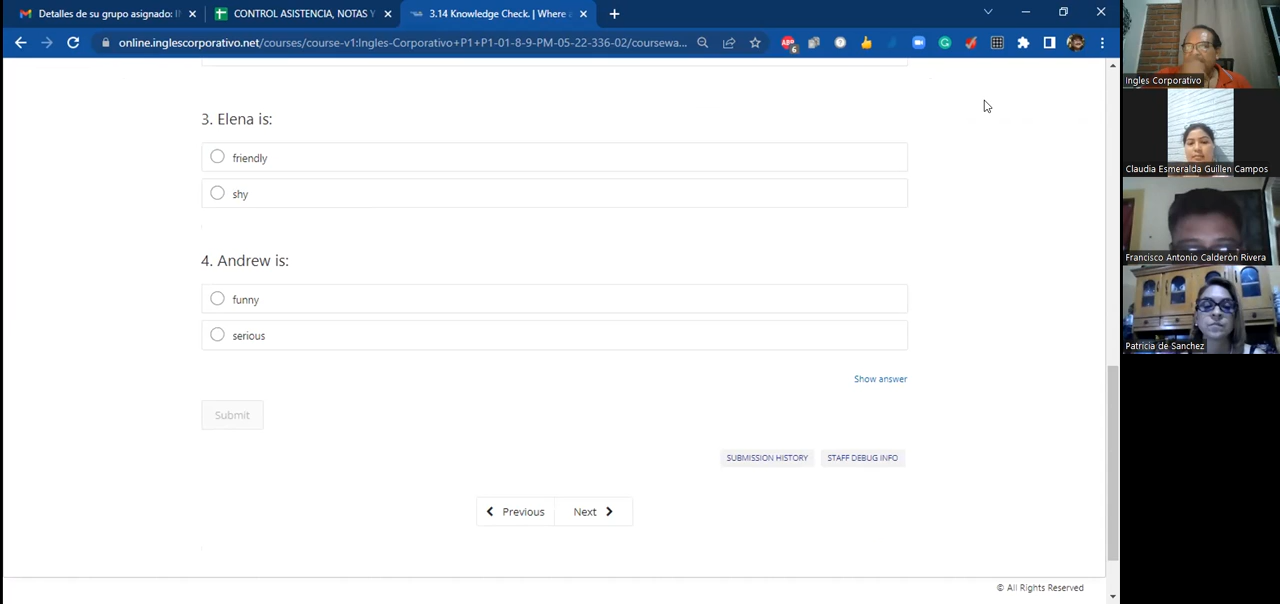 Detalles de su grupo asignado: I
CONTROL ASISTENCIA, NOTAS Y
3.14 Knowledge Check. | Where
online.inglescorporativo.net/courses/course-v1:Ingles-Corporativo+P1+P1-01-8-9-PM-05-22-336-02/coursewa...
ABP
6
3. Elena is:
friendly
shy
4. Andrew is:
funny
serious
Show answer
Submit
SUBMISSION HISTORY
STAFF DEBUG INFO
Previous
Next
© All Rights Reserved
Ingles Corporativo
Claudia Esmeralda Guillen Campos
Francisco Antonio Calderón Rivera
Patricia de Sanchez